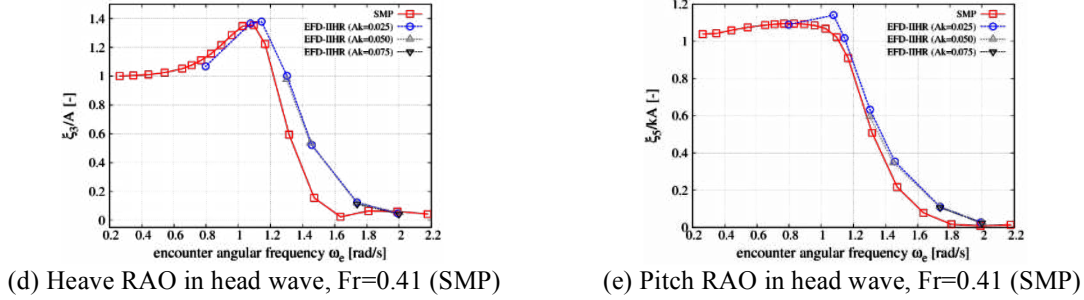 SMP
EFD-IIHR (Ak=0.025)
EFD-IIHR (Ak=0.050)
EFD-IIHR (Ak=0.075)
1.4
1.2
1
0.8
0.6
0.4
0.2
0
ξ3/A [-]
0.2 0.4 0.6 0.8 1 1.2 1.4 1.6 1.8 2 2.2
encounter angular frequency ωe [rad/s]
(d) Heave RAO in head wave, Fr=0.41 (SMP)
SMP
EFD-IIHR (Ak=0.025)
EFD-IIHR (Ak=0.050)
EFD-IIHR (Ak=0.075)
1.2
1
0.8
0.6
0.4
0.2
0
ξ5/kA [-]
0.2 0.4 0.6 0.8 1 1.2 1.4 1.6 1.8 2 2.2
encounter angular frequency ωe [rad/s]
(e) Pitch RAO in head wave, Fr=0.41 (SMP)